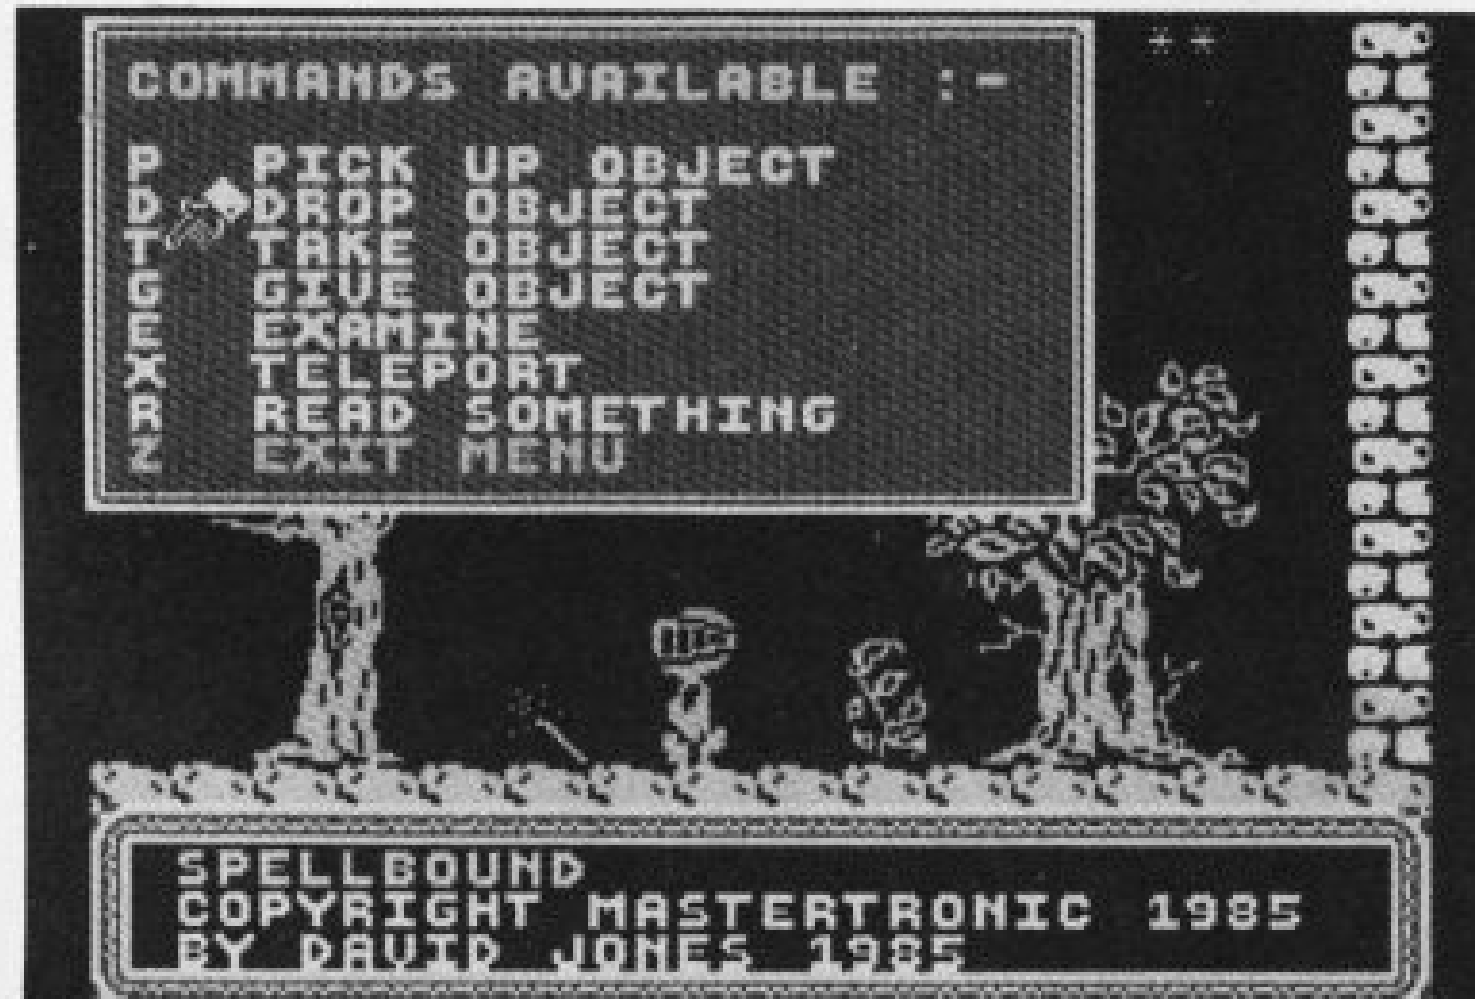 COMMANDS AVAILABLE :-
P PICK UP OBJECT
D DROP OBJECT
T TAKE OBJECT
G GIVE OBJECT
E EXAMINE
X TELEPORT
R READ SOMETHING
Z EXIT MENU
SPELLBOUND
COPYRIGHT MASTERTRONIC 1985
BY DAVID JONES 1985